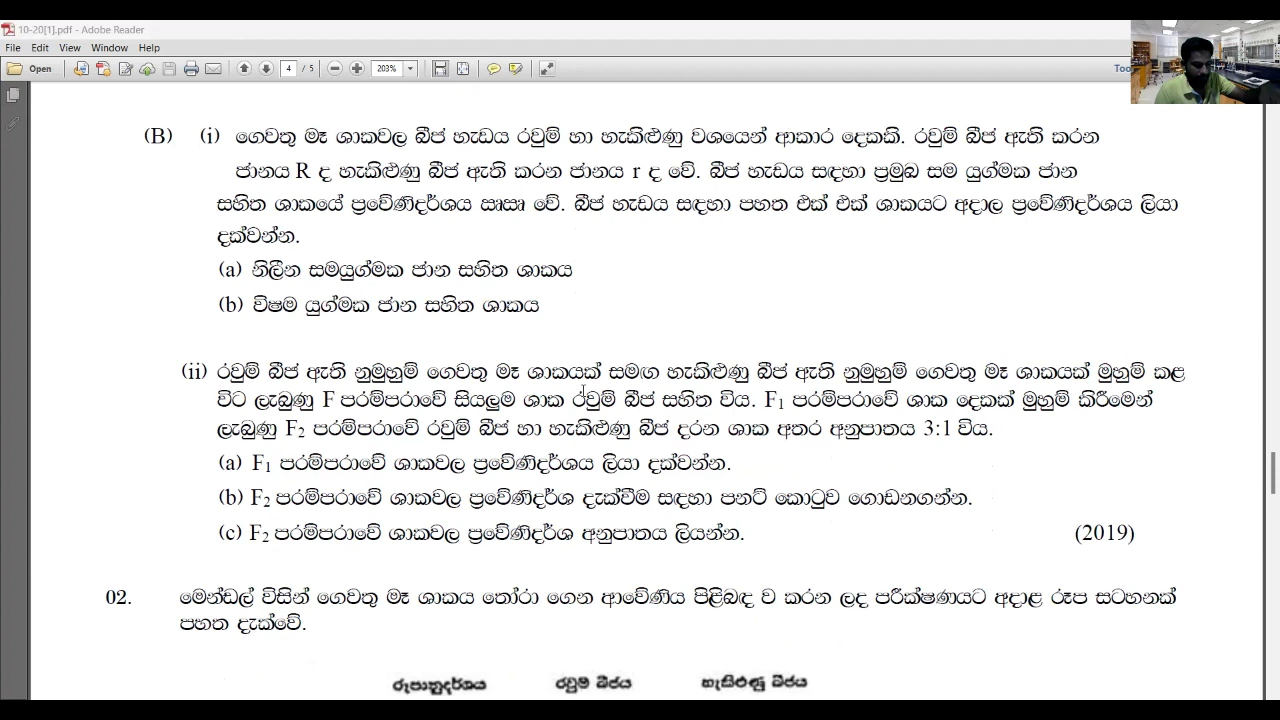 10-20[1].pdf - Adobe Reader
File Edit View Window Help
Open 4 / 5 203% Too
(B) (i) ගෙවතු මෑ ශාකවල බීජ හැඩය රවුම් හා හැකිළුණු වශයෙන් ආකාර දෙකකි. රවුම් බීජ ඇති කරන
ජානය R ද හැකිළුණු බීජ ඇති කරන ජානය r ද වේ. බීජ හැඩය සඳහා ප්‍රමුඛ සම යුග්මක ජාන
සහිත ශාකයේ ප්‍රවේණිදර්ශය ඍඍ වේ. බීජ හැඩය සඳහා පහත එක් එක් ශාකයට අදාල ප්‍රවේණිදර්ශය ලියා
දක්වන්න.
(a) නිලීන සමයුග්මක ජාන සහිත ශාකය
(b) විෂම යුග්මක ජාන සහිත ශාකය
(ii) රවුම් බීජ ඇති නුමුහුම් ගෙවතු මෑ ශාකයක් සමඟ හැකිළුණු බීජ ඇති නුමුහුම් ගෙවතු මෑ ශාකයක් මුහුම් කළ
විට ලැබුණු F පරම්පරාවේ සියලුම ශාක රවුම් බීජ සහිත විය. F₁ පරම්පරාවේ ශාක දෙකක් මුහුම් කිරීමෙන්
ලැබුණු F₂ පරම්පරාවේ රවුම් බීජ හා හැකිළුණු බීජ දරන ශාක අතර අනුපාතය 3:1 විය.
(a) F₁ පරම්පරාවේ ශාකවල ප්‍රවේණිදර්ශය ලියා දක්වන්න.
(b) F₂ පරම්පරාවේ ශාකවල ප්‍රවේණිදර්ශ දැක්වීම සඳහා පනට් කොටුව ගොඩනගන්න.
(c) F₂ පරම්පරාවේ ශාකවල ප්‍රවේණිදර්ශ අනුපාතය ලියන්න. (2019)
02. මෙන්ඩල් විසින් ගෙවතු මෑ ශාකය තෝරා ගෙන ආවේණිය පිළිබඳ ව කරන ලද පරීක්ෂණයට අදාළ රූප සටහනක්
පහත දැක්වේ.
රූපානුදර්ශය රවුම් බීජය හැකිළුණු බීජය